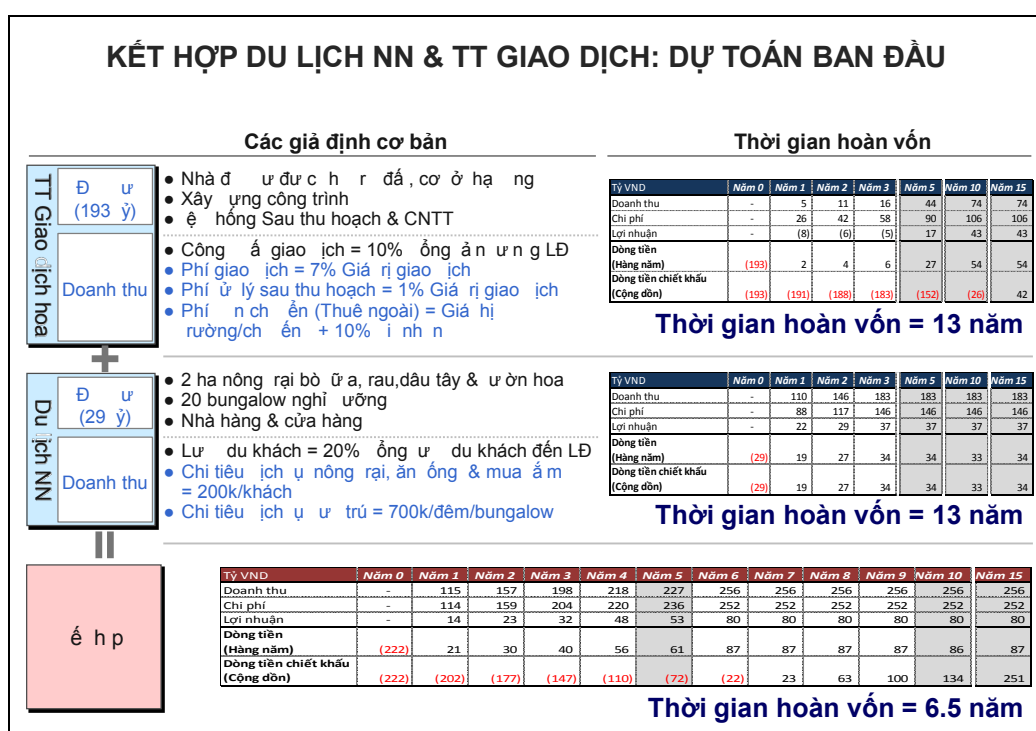 KẾT HỢP DU LỊCH NN & TT GIAO DỊCH: DỰ TOÁN BAN ĐẦU
Các giả định cơ bản
Thời gian hoàn vốn
TT Giao dịch hoa
Đ ư
(193 ỷ)
Doanh thu
● Nhà đ ư đư c h r đấ , cơ ở hạ ng
● Xây ựng công trình
● ệ hống Sau thu hoạch & CNTT
● Công ấ giao ịch = 10% ổng ản ư ng LĐ
● Phí giao ịch = 7% Giá rị giao ịch
● Phí ử lý sau thu hoạch = 1% Giá rị giao ịch
● Phí n ch ển (Thuê ngoài) = Giá hị
rường/ch ến + 10% i nh n
Tỷ VND Năm 0 Năm 1 Năm 2 Năm 3 Năm 5 Năm 10 Năm 15
Doanh thu - 5 11 16 44 74 74
Chi phí - 26 42 58 90 106 106
Lợi nhuận - (8) (6) (5) 17 43 43
Dòng tiền
(Hàng năm) (193) 2 4 6 27 54 54
Dòng tiền chiết khấu
(Cộng dồn) (193) (191) (188) (183) (152) (26) 42
Thời gian hoàn vốn = 13 năm
+
Du lịch NN
Đ ư
(29 ỷ)
Doanh thu
● 2 ha nông rại bò ữ a, rau,dâu tây & ư ờn hoa
● 20 bungalow nghỉ ưỡng
● Nhà hàng & cửa hàng
● Lư du khách = 20% ổng ư du khách đến LĐ
● Chi tiêu ịch ụ nông rại, ăn ống & mua ắ m
= 200k/khách
● Chi tiêu ịch ụ ư trú = 700k/đêm/bungalow
Tỷ VND Năm 0 Năm 1 Năm 2 Năm 3 Năm 5 Năm 10 Năm 15
Doanh thu - 110 146 183 183 183 183
Chi phí - 88 117 146 146 146 146
Lợi nhuận - 22 29 37 37 37 37
Dòng tiền
(Hàng năm) (29) 19 27 34 34 33 34
Dòng tiền chiết khấu
(Cộng dồn) (29) 19 27 34 34 33 34
Thời gian hoàn vốn = 13 năm
=
ế h p
Tỷ VND Năm 0 Năm 1 Năm 2 Năm 3 Năm 4 Năm 5 Năm 6 Năm 7 Năm 8 Năm 9 Năm 10 Năm 15
Doanh thu - 115 157 198 218 227 256 256 256 256 256 256
Chi phí - 114 159 204 220 236 252 252 252 252 252 252
Lợi nhuận - 14 23 32 48 53 80 80 80 80 80 80
Dòng tiền
(Hàng năm) (222) 21 30 40 56 61 87 87 87 87 86 87
Dòng tiền chiết khấu
(Cộng dồn) (222) (202) (177) (147) (110) (72) (22) 23 63 100 134 251
Thời gian hoàn vốn = 6.5 năm